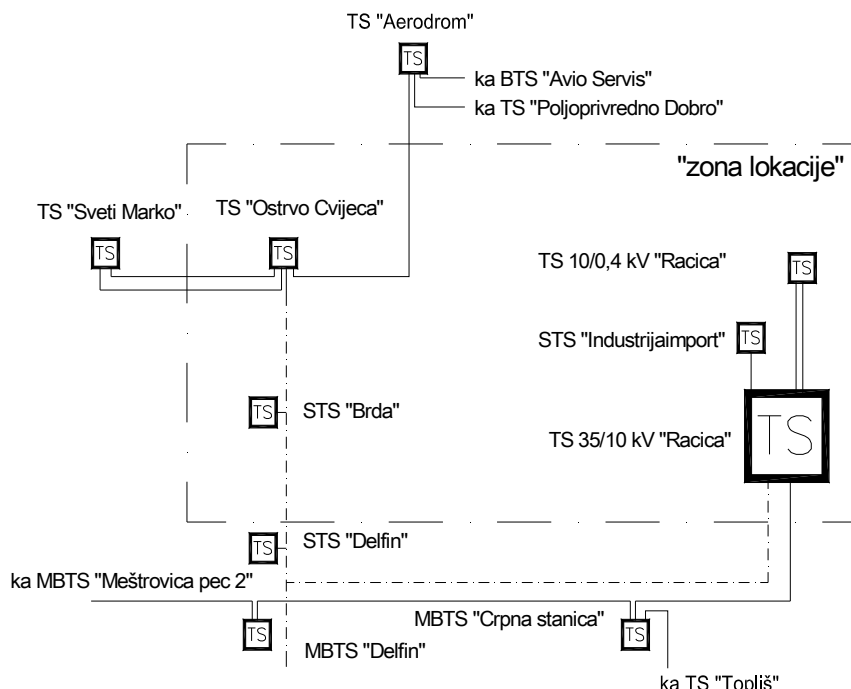 TS "Aerodrom"
TS
ka BTS "Avio Servis"
ka TS "Poljoprivredno Dobro"
"zona lokacije"
TS "Sveti Marko"
TS "Ostrvo Cvijeca"
TS
TS
TS 10/0,4 kV "Racica"
TS
STS "Industrijaimport"
TS
TS
STS "Brda"
TS 35/10 kV "Racica"
TS
STS "Delfin"
TS
ka MBTS "Meštrovica pec 2"
MBTS "Crpna stanica"
TS
TS
MBTS "Delfin"
ka TS "Topliš"